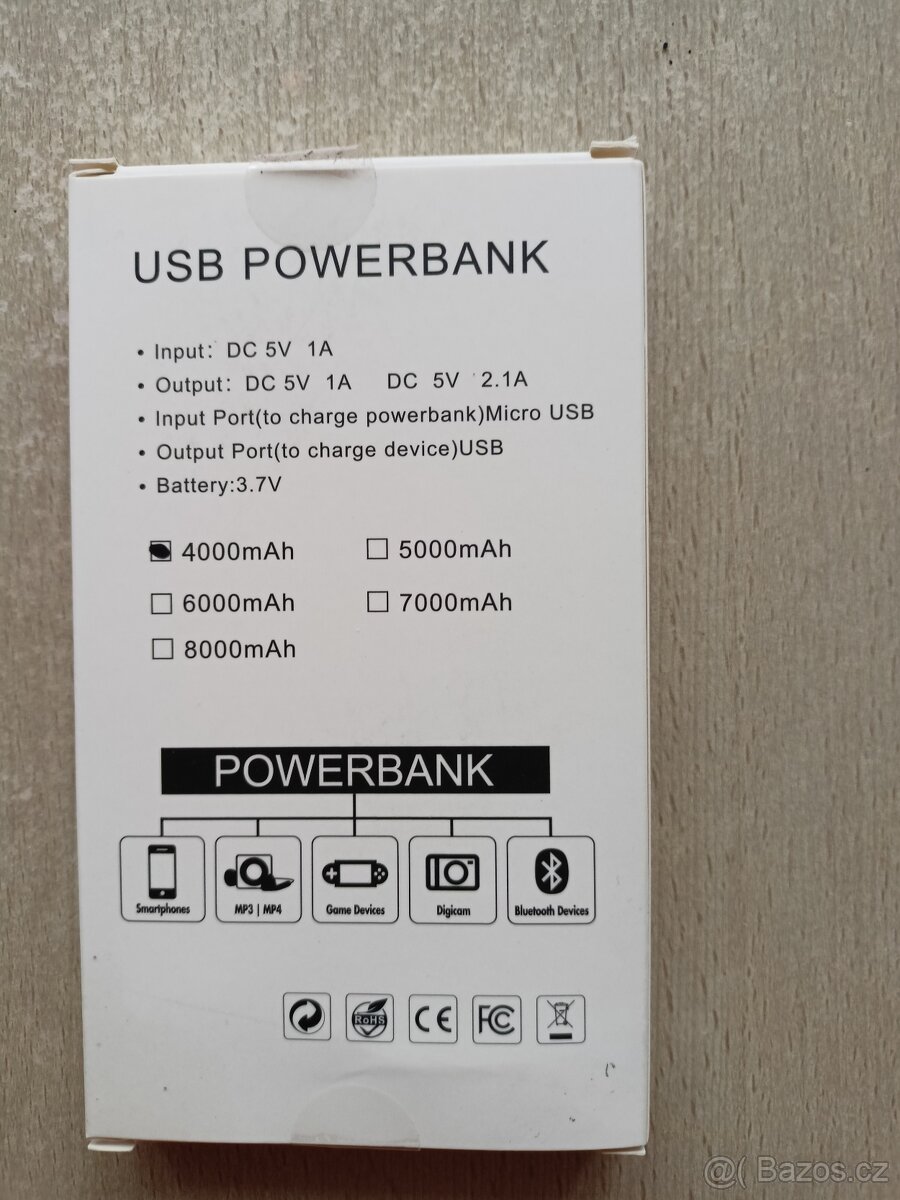 USB POWERBANK
• Input: DC 5V 1A
• Output: DC 5V 1A DC 5V 2.1A
• Input Port(to charge powerbank)Micro USB
• Output Port(to charge device)USB
• Battery:3.7V
4000mAh 5000mAh
6000mAh 7000mAh
8000mAh
POWERBANK
Smartphones MP3 | MP4 Game Devices Digicam Bluetooth Devices
RoHS CE FC
@( Bazos.cz